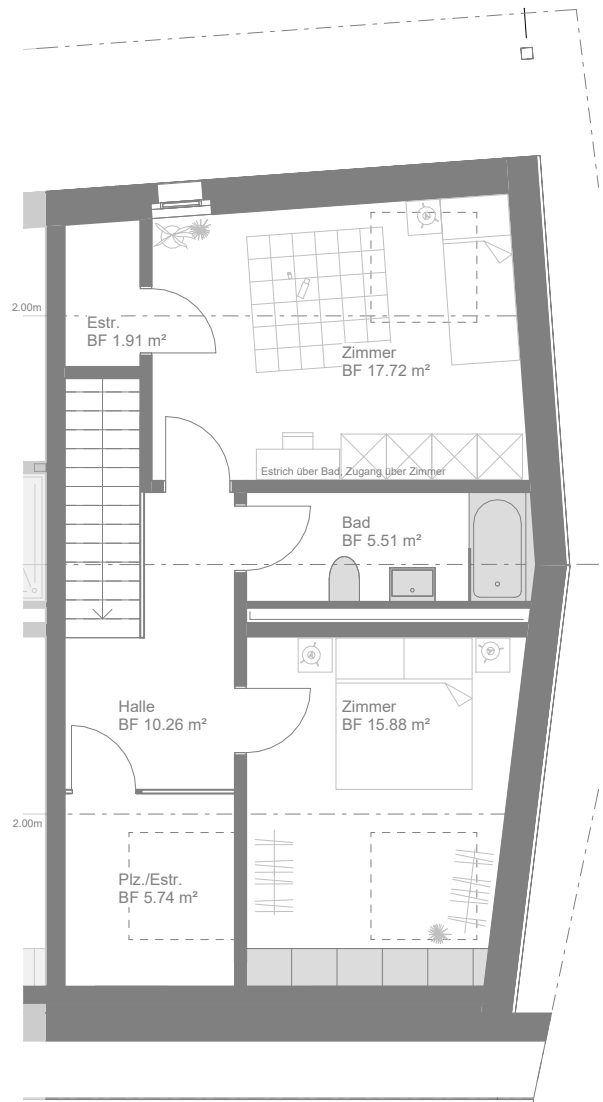 2.00m
Estr.
BF 1.91 m²
Zimmer
BF 17.72 m²
Estrich über Bad, Zugang über Zimmer
Bad
BF 5.51 m²
Halle
BF 10.26 m²
Zimmer
BF 15.88 m²
2.00m
Plz./Estr.
BF 5.74 m²